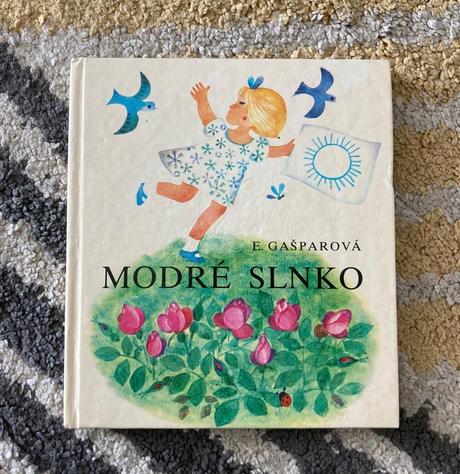 E. GAŠPAROVÁ
MODRÉ SLNKO